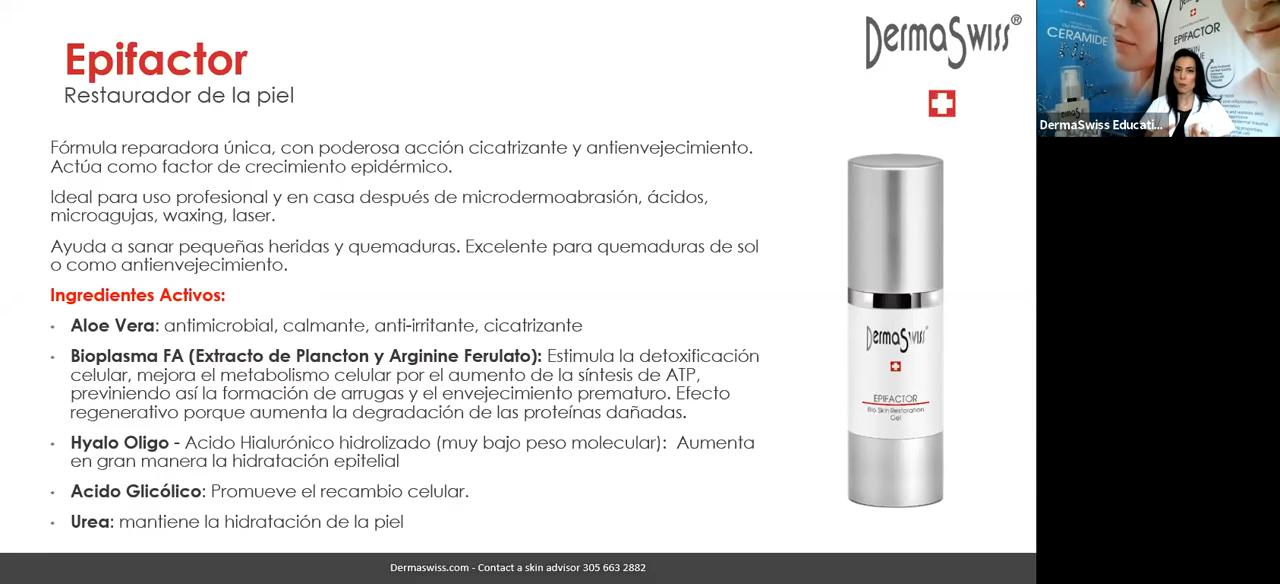 Epifactor
Restaurador de la piel
DermaSwiss®
Fórmula reparadora única, con poderosa acción cicatrizante y antienvejecimiento.
Actúa como factor de crecimiento epidérmico.
Ideal para uso profesional y en casa después de microdermoabrasión, ácidos,
microagujas, waxing, laser.
Ayuda a sanar pequeñas heridas y quemaduras. Excelente para quemaduras de sol
o como antienvejecimiento.
Ingredientes Activos:
• Aloe Vera: antimicrobial, calmante, anti-irritante, cicatrizante
• Bioplasma FA (Extracto de Plancton y Arginine Ferulato): Estimula la detoxificación
celular, mejora el metabolismo celular por el aumento de la síntesis de ATP,
previniendo así la formación de arrugas y el envejecimiento prematuro. Efecto
regenerativo porque aumenta la degradación de las proteínas dañadas.
• Hyalo Oligo - Acido Hialurónico hidrolizado (muy bajo peso molecular): Aumenta
en gran manera la hidratación epitelial
• Acido Glicólico: Promueve el recambio celular.
• Urea: mantiene la hidratación de la piel
DermaSwiss®
EPIFACTOR
Bio Skin Restoration
Gel
Dermaswiss.com - Contact a skin advisor 305 663 2882
CERAMIDE
EPIFACTOR
SKIN
DermaSwiss Educati...